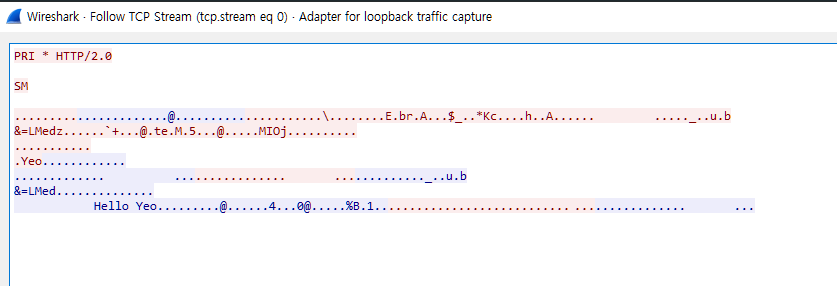 Wireshark · Follow TCP Stream (tcp.stream eq 0) · Adapter for loopback traffic capture
PRI * HTTP/2.0
SM
.......................@.....................\........E.br.A...$_..*Kc....h..A...... ....._..u.b
&=LMedz......`+...@.te.M.5...@.....MIOj..........
...........
.Yeo............
............. ................. ............._..u.b
&=LMed..............
Hello Yeo.........@......4...0@.....%B.1............................... ................ ...